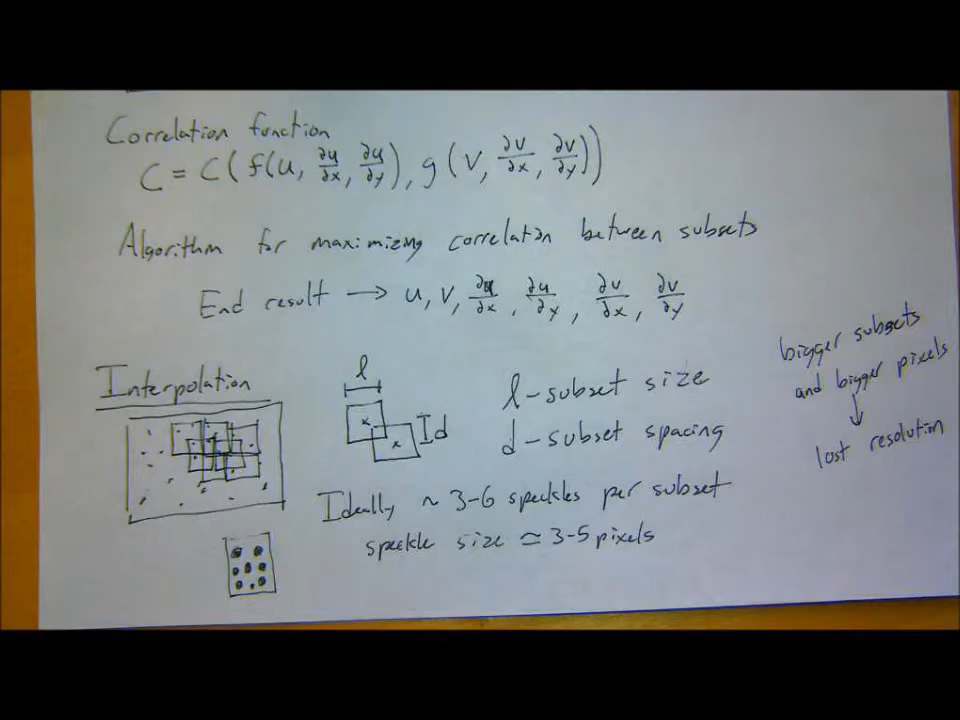 Correlation function
C = C ( f(u, ∂u/∂x, ∂u/∂y), g (v, ∂v/∂x, ∂v/∂y))
Algorithm for maximizing correlation between subsets
End result → u, v, ∂u/∂x, ∂u/∂y, ∂v/∂x, ∂v/∂y
Interpolation
l
d
x
x
l - subset size
d - subset spacing
Ideally ~ 3-6 speckles per subset
speckle size ≃ 3-5 pixels
bigger subsets
and bigger pixels
↓
lost resolution